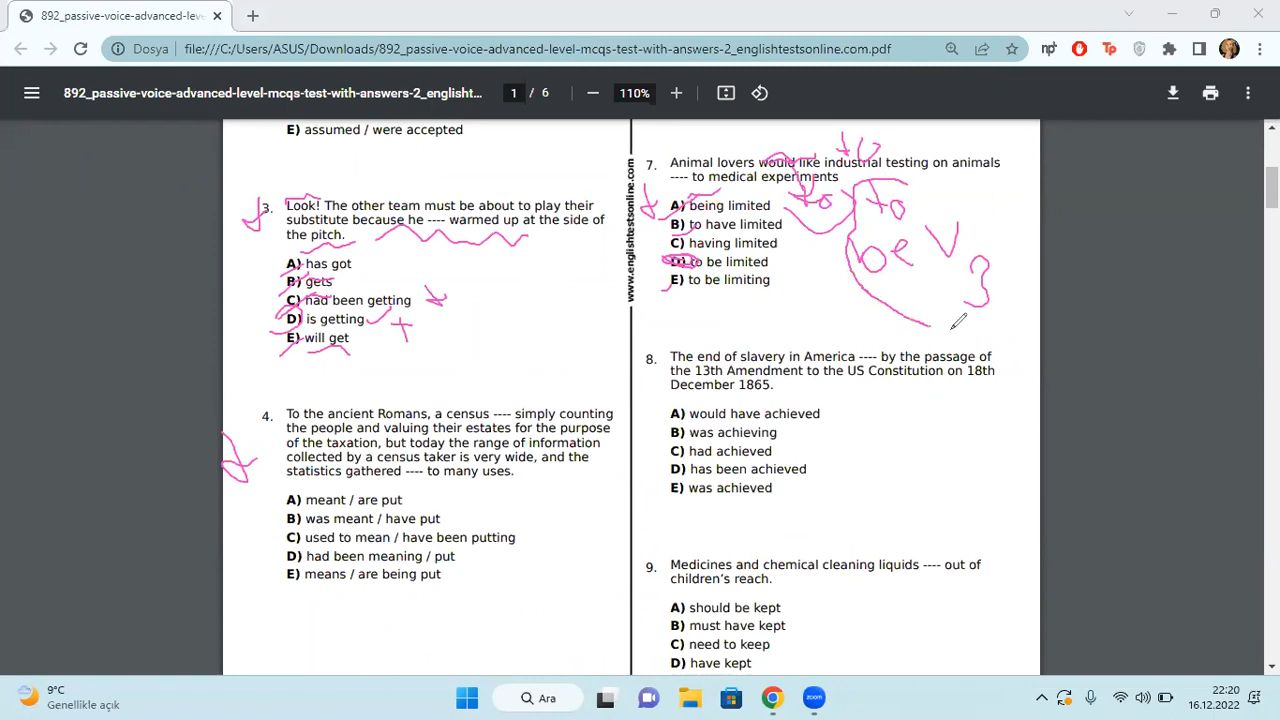 892_passive-voice-advanced-lev
Dosya
file:///C:/Users/ASUS/Downloads/892_passive-voice-advanced-level-mcqs-test-with-answers-2_englishtestsonline.com.pdf
892_passive-voice-advanced-level-mcqs-test-with-answers-2_englisht...
1 / 6
110%
E) assumed / were accepted
3. Look! The other team must be about to play their
substitute because he ---- warmed up at the side of
the pitch.
A) has got
B) gets
C) had been getting
D) is getting
E) will get
4. To the ancient Romans, a census ---- simply counting
the people and valuing their estates for the purpose
of the taxation, but today the range of information
collected by a census taker is very wide, and the
statistics gathered ---- to many uses.
A) meant / are put
B) was meant / have put
C) used to mean / have been putting
D) had been meaning / put
E) means / are being put
www.englishtestsonline.com
7. Animal lovers would like industrial testing on animals
---- to medical experiments
A) being limited
B) to have limited
C) having limited
D) to be limited
E) to be limiting
to
to
to
be V
3
8. The end of slavery in America ---- by the passage of
the 13th Amendment to the US Constitution on 18th
December 1865.
A) would have achieved
B) was achieving
C) had achieved
D) has been achieved
E) was achieved
9. Medicines and chemical cleaning liquids ---- out of
children’s reach.
A) should be kept
B) must have kept
C) need to keep
D) have kept
9°C
Genellikle açık
Ara
zoom
22:20
16.12.2022